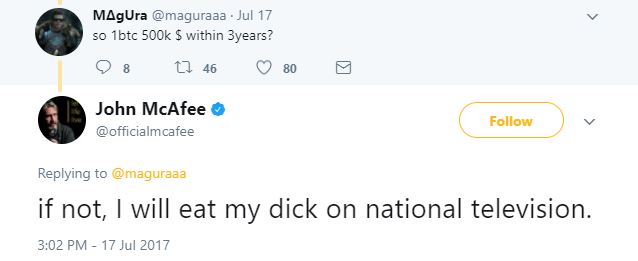 MΔgUra @maguraaa · Jul 17
so 1btc 500k $ within 3years?
8 46 80
John McAfee
@officialmcafee
Follow
Replying to @maguraaa
if not, I will eat my dick on national television.
3:02 PM - 17 Jul 2017